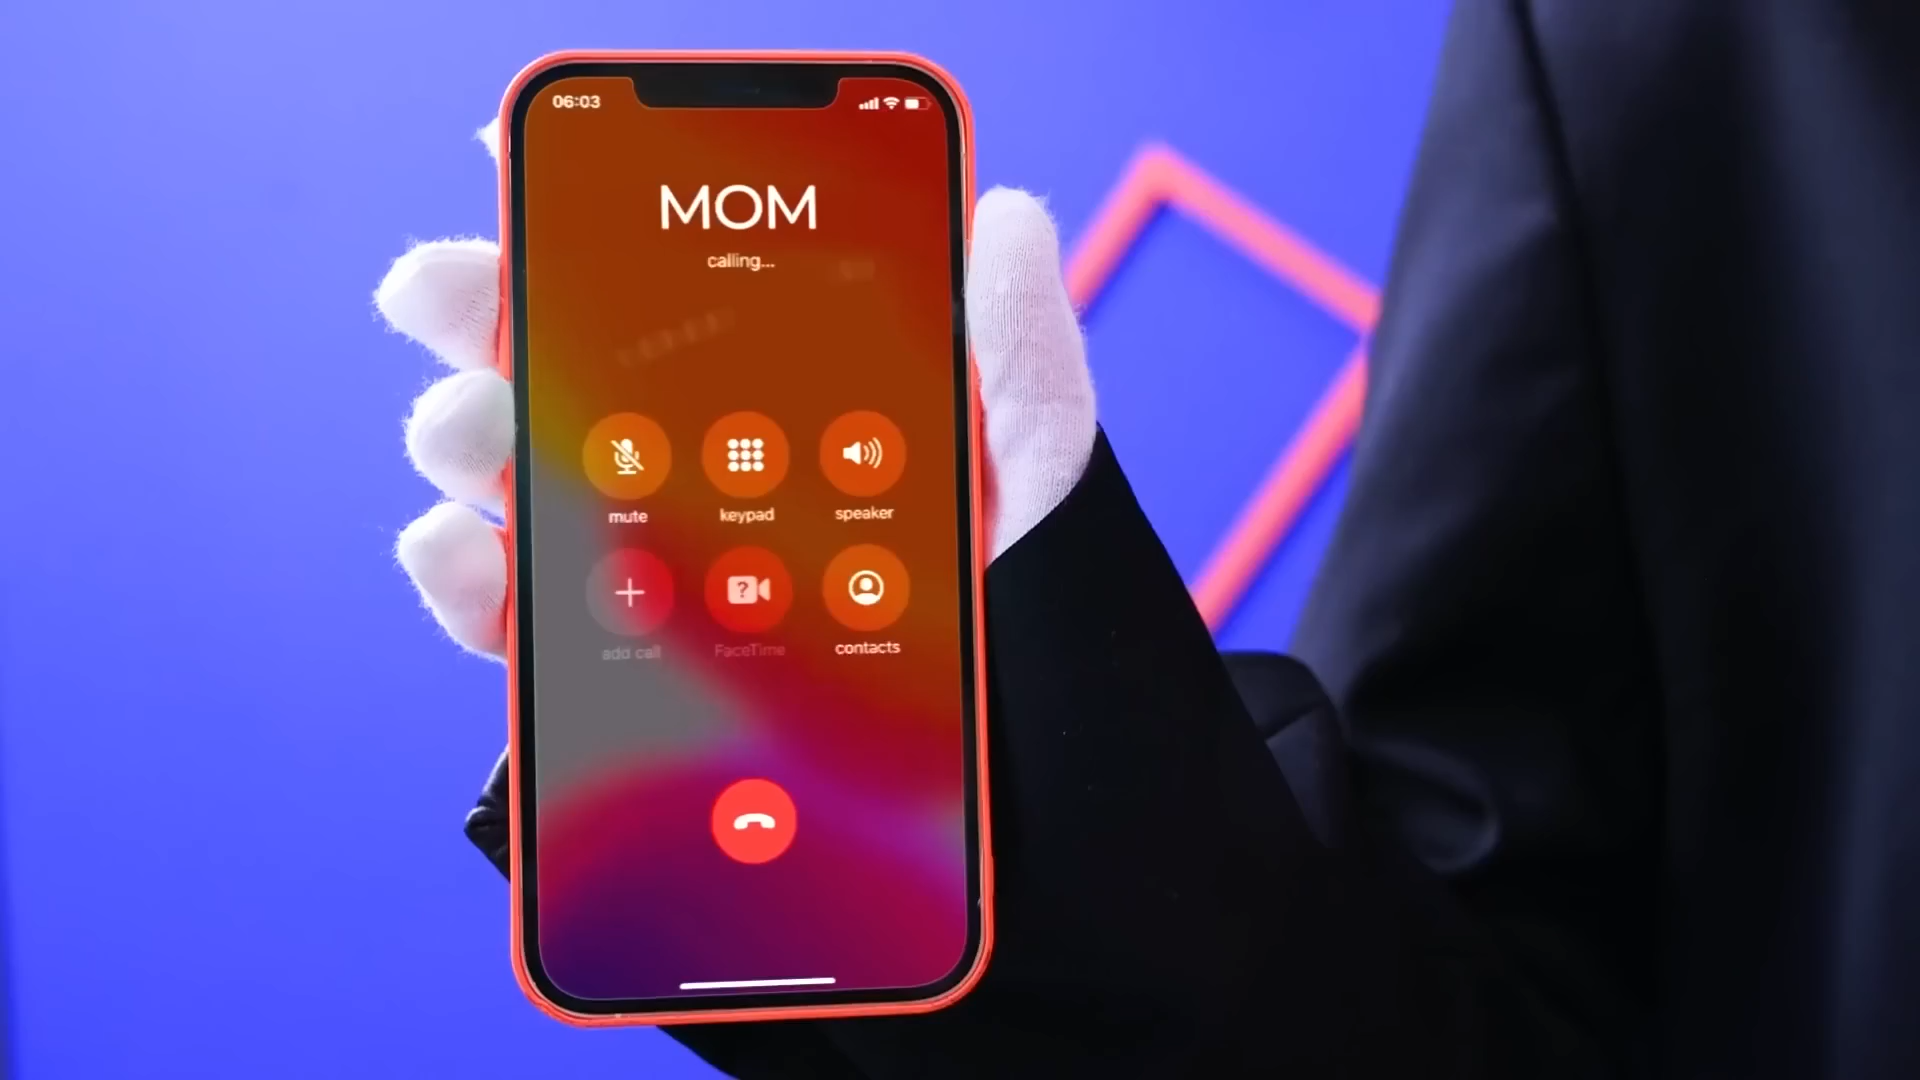 06:03
MOM
calling...
mute
keypad
speaker
add call
FaceTime
contacts